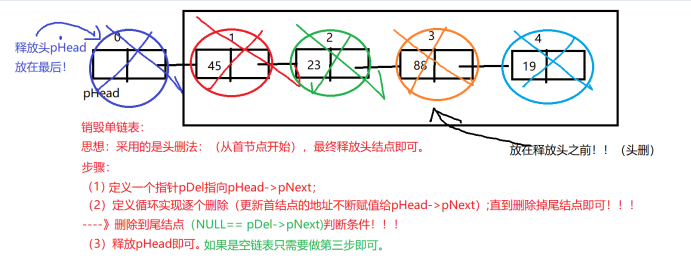 0
1
2
3
4
释放头pHead
放在最后！
45
23
88
19
pHead
销毁单链表：
思想：采用的是头删法：（从首节点开始），最终释放头结点即可。
放在释放头之前！！（头删）
步骤：
（1) 定义一个指针pDel指向pHead->pNext；
（2）定义循环实现逐个删除（更新首结点的地址不断赋值给pHead->pNext）;直到删除掉尾结点即可！！！
----》删除到尾结点（NULL== pDel->pNext)判断条件！！！
（3）释放pHead即可。如果是空链表只需要做第三步即可。